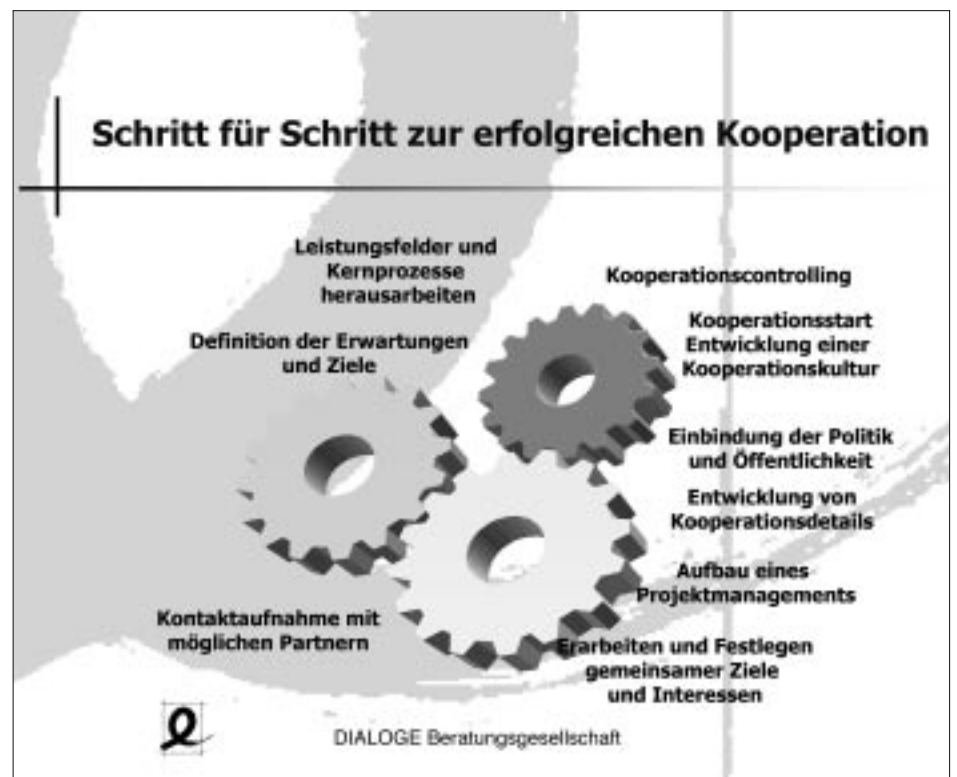 Schritt für Schritt zur erfolgreichen Kooperation
Leistungsfelder und
Kernprozesse
herausarbeiten
Definition der Erwartungen
und Ziele
Kontaktaufnahme mit
möglichen Partnern
Kooperationscontrolling
Kooperationsstart
Entwicklung einer
Kooperationskultur
Einbindung der Politik
und Öffentlichkeit
Entwicklung von
Kooperationsdetails
Aufbau eines
Projektmanagements
Erarbeiten und Festlegen
gemeinsamer Ziele
und Interessen
DIALOGE Beratungsgesellschaft